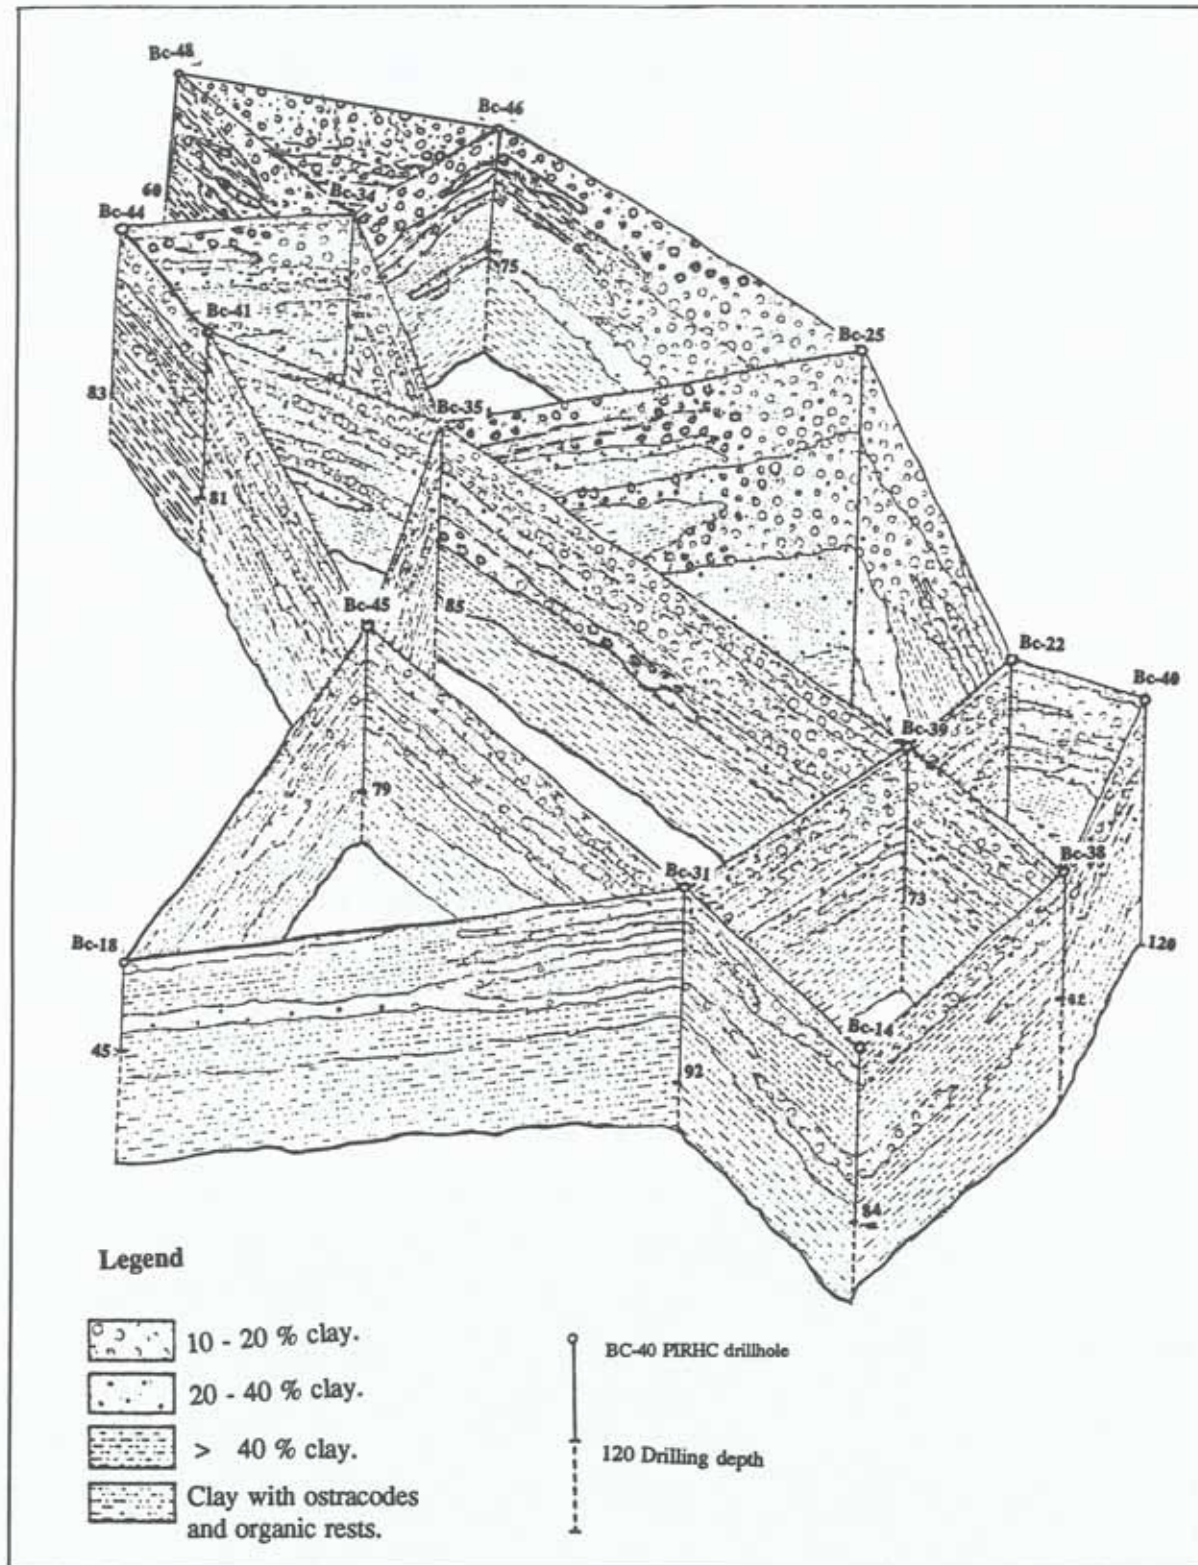 Bc-48
Bc-46
60
Bc-34
Bc-44
75
Bc-41
Bc-25
83
Bc-35
81
85
Bc-45
Bc-22
Bc-40
Bc-39
79
Bc-31
Bc-38
73
Bc-18
120
Bc-14
45
92
84
Legend
10 - 20 % clay.
20 - 40 % clay.
> 40 % clay.
Clay with ostracodes
and organic rests.
BC-40 PIRHC drillhole
120 Drilling depth